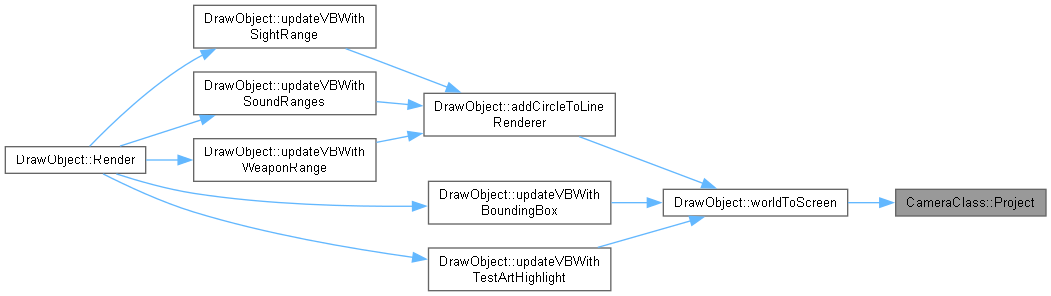 DrawObject::updateVBWith
SightRange
DrawObject::updateVBWith
SoundRanges
DrawObject::addCircleToLine
Renderer
DrawObject::Render
DrawObject::updateVBWith
WeaponRange
DrawObject::updateVBWith
BoundingBox
DrawObject::worldToScreen
CameraClass::Project
DrawObject::updateVBWith
TestArtHighlight